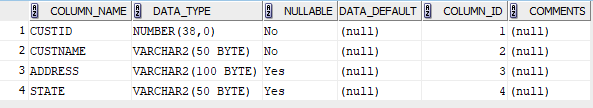 COLUMN_NAME DATA_TYPE NULLABLE DATA_DEFAULT COLUMN_ID COMMENTS
1 CUSTID NUMBER(38,0) No (null) 1 (null)
2 CUSTNAME VARCHAR2(50 BYTE) No (null) 2 (null)
3 ADDRESS VARCHAR2(100 BYTE) Yes (null) 3 (null)
4 STATE VARCHAR2(50 BYTE) Yes (null) 4 (null)